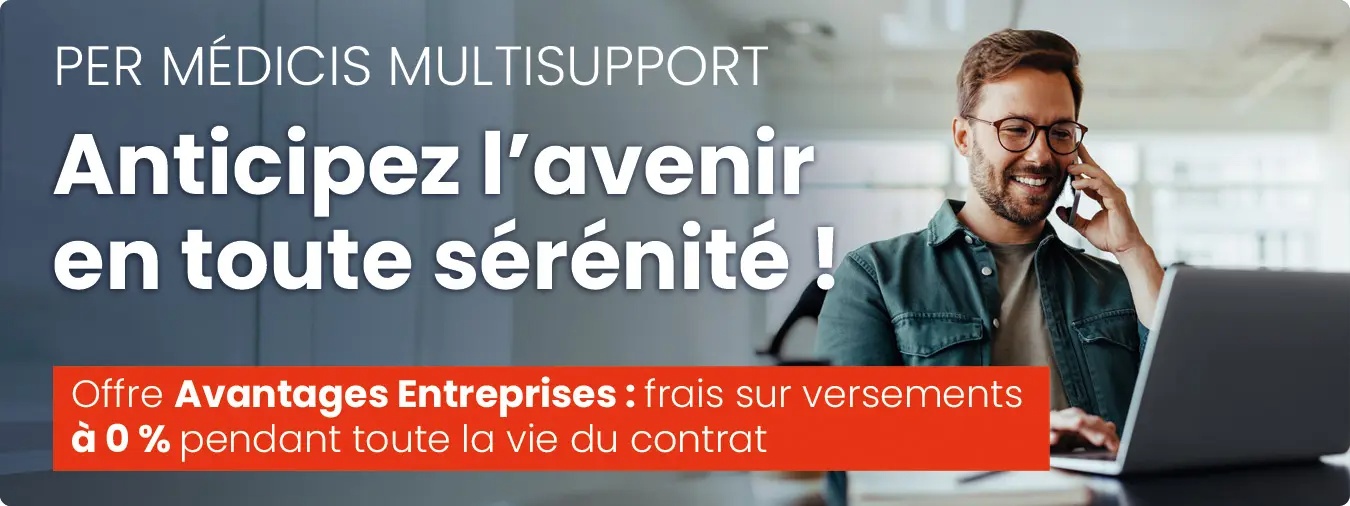 PER MÉDICIS MULTISUPPORT
Anticipez l’avenir
en toute sérénité !
Offre Avantages Entreprises : frais sur versements
à 0 % pendant toute la vie du contrat